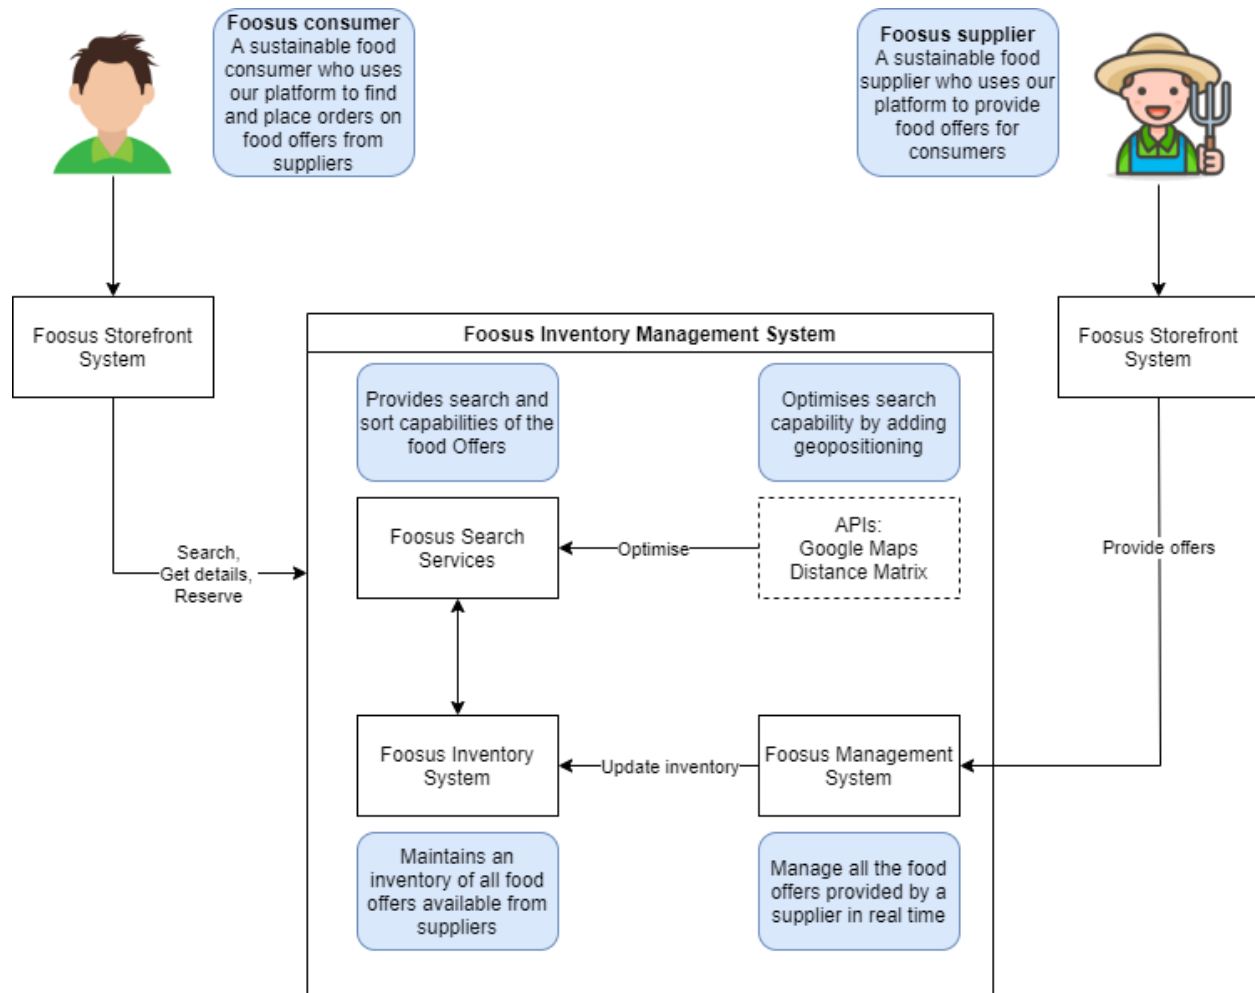 Foosus consumer
A sustainable food
consumer who uses
our platform to find
and place orders on
food offers from
suppliers
Foosus supplier
A sustainable food
supplier who uses our
platform to provide
food offers for
consumers
Foosus Storefront
System
Foosus Storefront
System
Foosus Inventory Management System
Provides search and
sort capabilities of the
food Offers
Optimises search
capability by adding
geopositioning
Foosus Search
Services
Optimise
APIs:
Google Maps
Distance Matrix
Search,
Get details,
Reserve
Provide offers
Foosus Inventory
System
Update inventory
Foosus Management
System
Maintains an
inventory of all food
offers available from
suppliers
Manage all the food
offers provided by a
supplier in real time